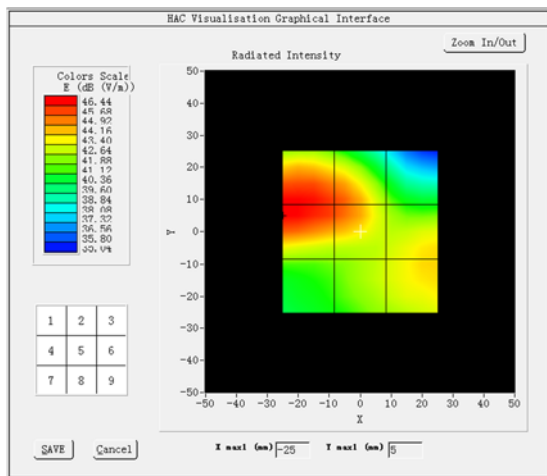 HAC Visualisation Graphical Interface
Zoom In/Out
Radiated Intensity
Colors Scale
E (dB (V/m))
46.44
45.68
44.92
44.16
43.40
42.64
41.88
41.12
40.36
39.60
38.84
38.08
37.32
36.56
35.80
35.04
50-
40-
30-
20-
10-
0-
-10-
-20-
-30-
-40-
-50-
Y
-50 -40 -30 -20 -10 0 10 20 30 40 50
X
1 2 3
4 5 6
7 8 9
SAVE
Cancel
X max1 (mm) -25 Y max1 (mm) 5